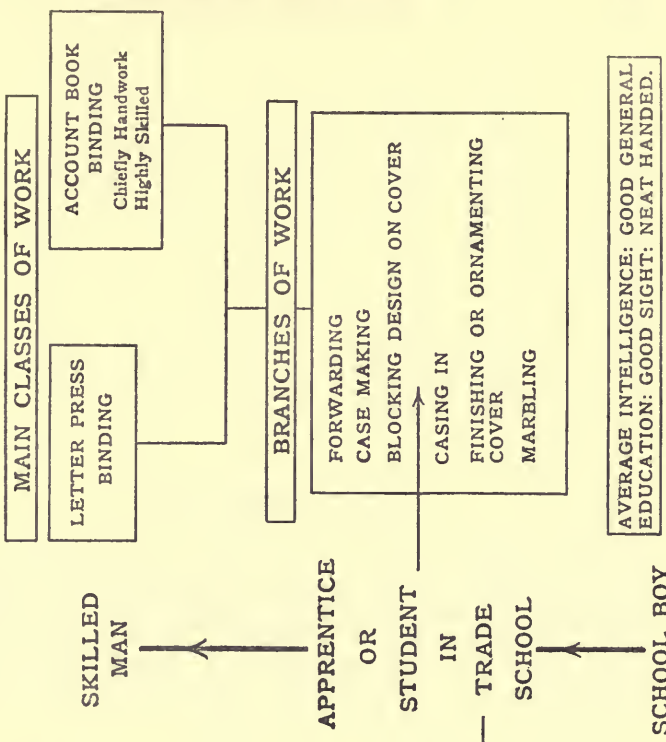 MAIN CLASSES OF WORK
LETTER PRESS
BINDING
ACCOUNT BOOK
BINDING
Chiefly Handwork
Highly Skilled
BRANCHES OF WORK
FORWARDING
CASE MAKING
BLOCKING DESIGN ON COVER
CASING IN
FINISHING OR ORNAMENTING
COVER
MARBLING
AVERAGE INTELLIGENCE: GOOD GENERAL
EDUCATION: GOOD SIGHT: NEAT HANDED.
SKILLED
MAN
APPRENTICE
OR
STUDENT
IN
TRADE
SCHOOL
SCHOOL BOY